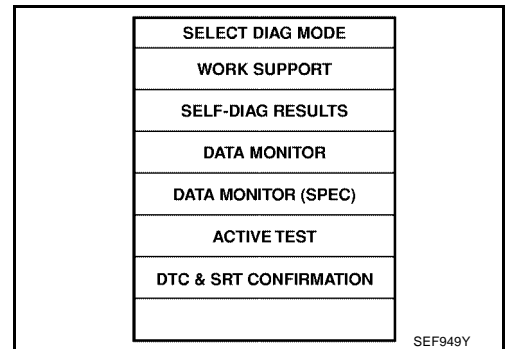 SELECT DIAG MODE
WORK SUPPORT
SELF-DIAG RESULTS
DATA MONITOR
DATA MONITOR (SPEC)
ACTIVE TEST
DTC & SRT CONFIRMATION
SEF949Y